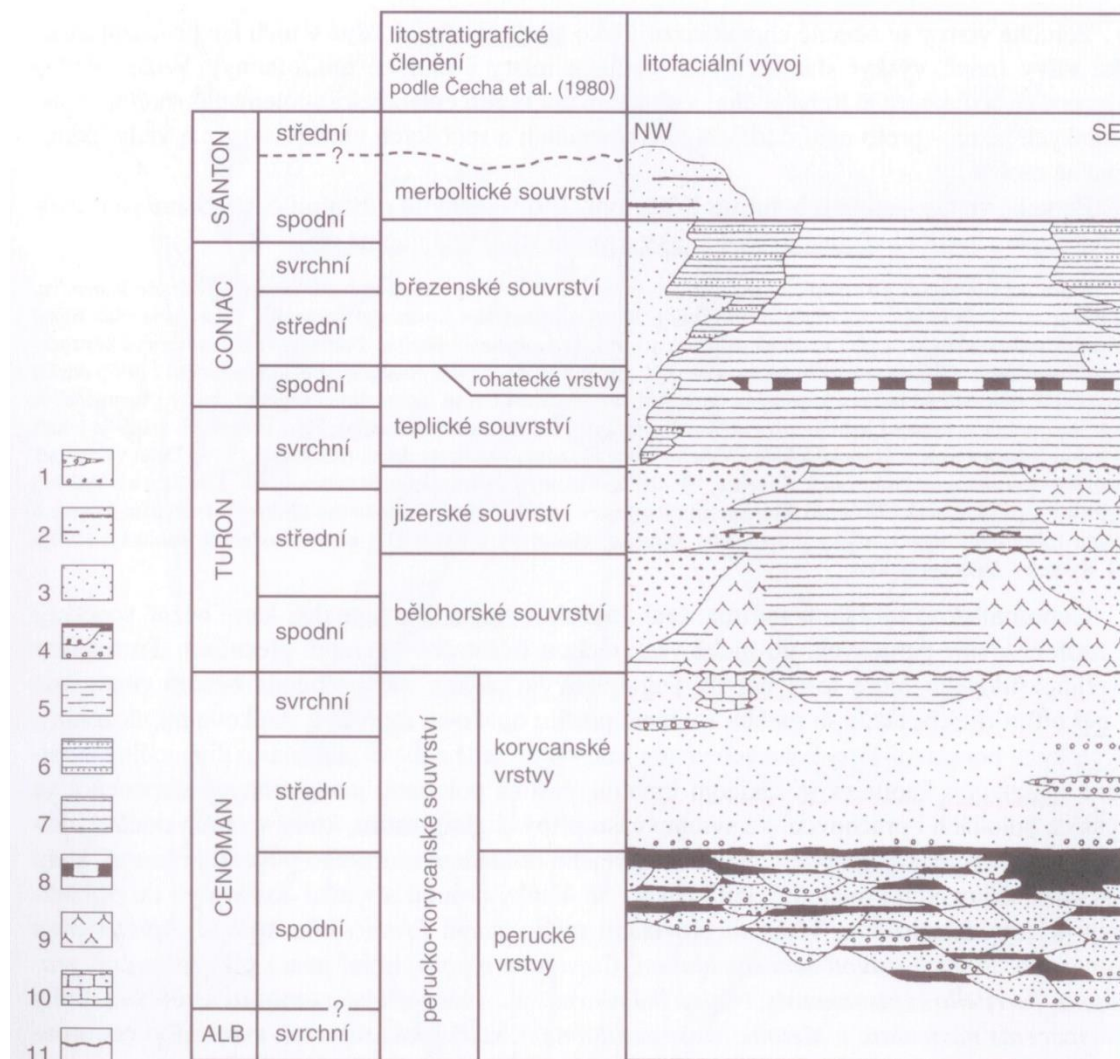 litostratigrafické
členění
podle Čecha et al. (1980)
litofaciální vývoj
SANTON
střední
?
spodní
merboltické souvrství
NW
SE
CONIAC
svrchní
střední
spodní
březenské souvrství
rohatecké vrstvy
teplické souvrství
TURON
svrchní
střední
spodní
jizerské souvrství
bělohorské souvrství
CENOMAN
svrchní
střední
spodní
perucko-korycanské souvrství
korycanské
vrstvy
perucké
vrstvy
?
ALB
svrchní
1
2
3
4
5
6
7
8
9
10
11